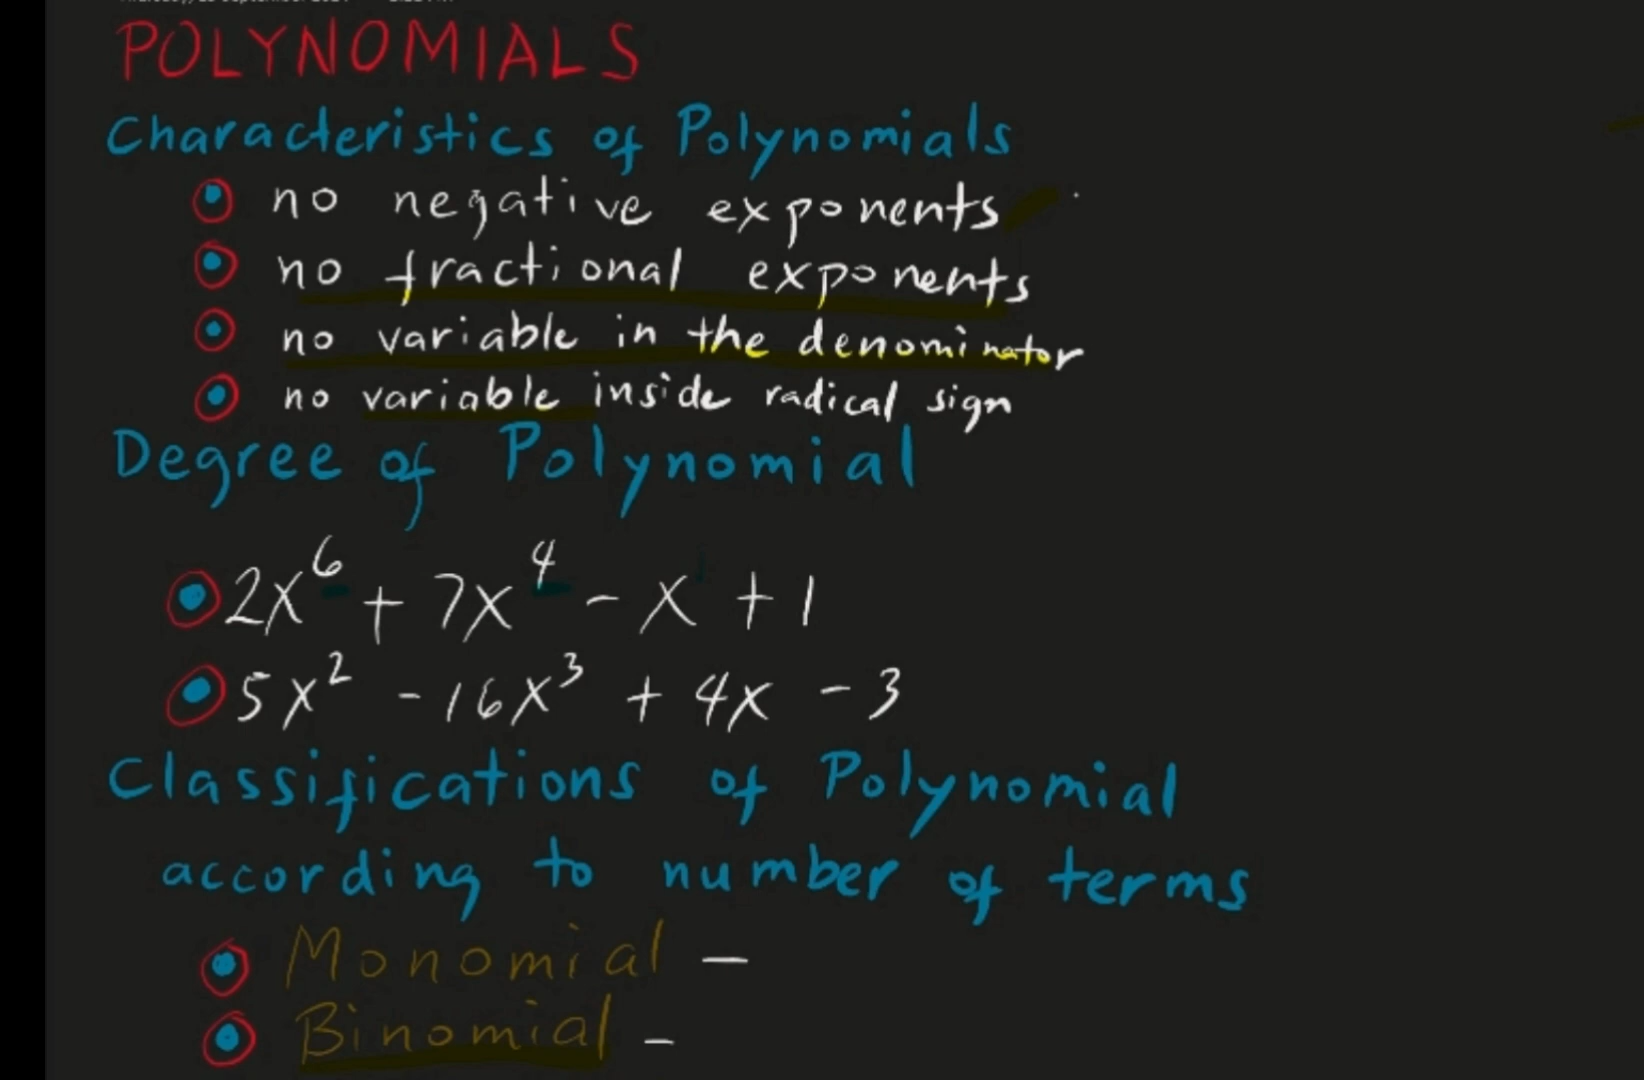 POLYNOMIALS
Characteristics of Polynomials
no negative exponents
no fractional exponents
no variable in the denominator
no variable inside radical sign
Degree of Polynomial
2x⁶ + 7x⁴ - x + 1
5x² - 16x³ + 4x - 3
Classifications of Polynomial
according to number of terms
Monomial —
Binomial -